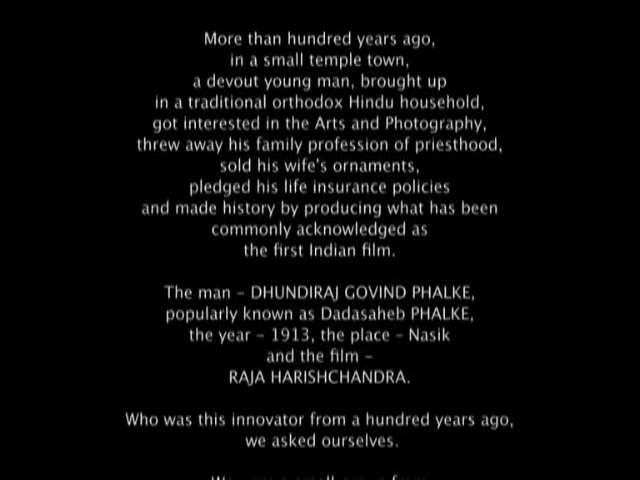 More than hundred years ago,
in a small temple town,
a devout young man, brought up
in a traditional orthodox Hindu household,
got interested in the Arts and Photography,
threw away his family profession of priesthood,
sold his wife's ornaments,
pledged his life insurance policies
and made history by producing what has been
commonly acknowledged as
the first Indian film.
The man – DHUNDIRAJ GOVIND PHALKE,
popularly known as Dadasaheb PHALKE,
the year – 1913, the place – Nasik
and the film –
RAJA HARISHCHANDRA.
Who was this innovator from a hundred years ago,
we asked ourselves.